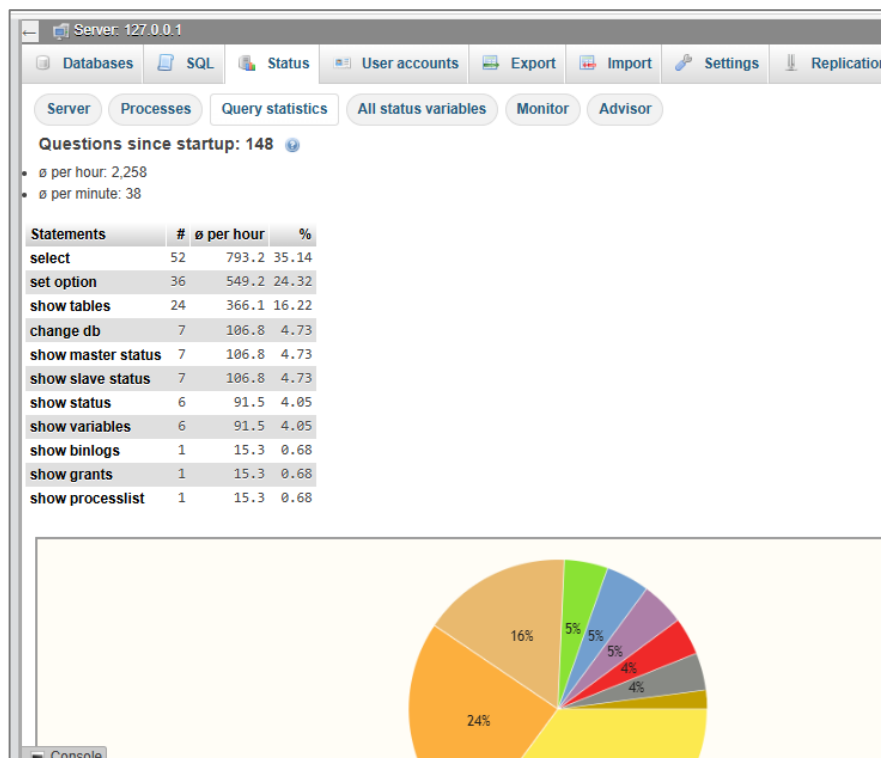 Server: 127.0.0.1
Databases SQL Status User accounts Export Import Settings Replication
Server Processes Query statistics All status variables Monitor Advisor
Questions since startup: 148
ø per hour: 2,258
ø per minute: 38
Statements # ø per hour %
select 52 793.2 35.14
set option 36 549.2 24.32
show tables 24 366.1 16.22
change db 7 106.8 4.73
show master status 7 106.8 4.73
show slave status 7 106.8 4.73
show status 6 91.5 4.05
show variables 6 91.5 4.05
show binlogs 1 15.3 0.68
show grants 1 15.3 0.68
show processlist 1 15.3 0.68
16% 5% 5%
5%
4%
4%
24%
Console